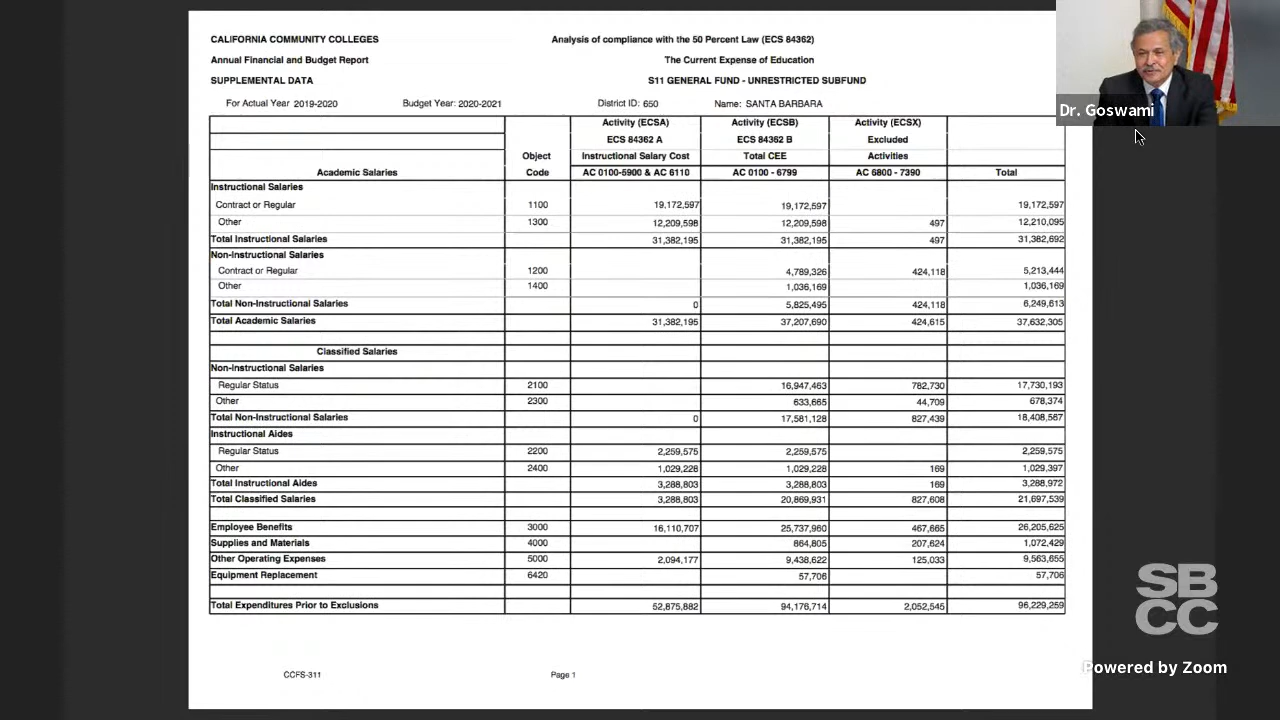 CALIFORNIA COMMUNITY COLLEGES Analysis of compliance with the 50 Percent Law (ECS 84362)
Annual Financial and Budget Report The Current Expense of Education
SUPPLEMENTAL DATA S11 GENERAL FUND - UNRESTRICTED SUBFUND
For Actual Year 2019-2020 Budget Year: 2020-2021 District ID: 650 Name: SANTA BARBARA
Dr. Goswami
Activity (ECSA) Activity (ECSB) Activity (ECSX)
ECS 84362 A ECS 84362 B Excluded
Object Instructional Salary Cost Total CEE Activities
Academic Salaries Code AC 0100-5900 & AC 6110 AC 0100 - 6799 AC 6800 - 7390 Total
Instructional Salaries
Contract or Regular 1100 19,172,597 19,172,597 19,172,597
Other 1300 12,209,598 12,209,598 497 12,210,095
Total Instructional Salaries 31,382,195 31,382,195 497 31,382,692
Non-Instructional Salaries
Contract or Regular 1200 4,789,326 424,118 5,213,444
Other 1400 1,036,169 1,036,169
Total Non-Instructional Salaries 0 5,825,495 424,118 6,249,613
Total Academic Salaries 31,382,195 37,207,690 424,615 37,632,305
Classified Salaries
Non-Instructional Salaries
Regular Status 2100 16,947,463 782,730 17,730,193
Other 2300 633,665 44,709 678,374
Total Non-Instructional Salaries 0 17,581,128 827,439 18,408,567
Instructional Aides
Regular Status 2200 2,259,575 2,259,575 2,259,575
Other 2400 1,029,228 1,029,228 169 1,029,397
Total Instructional Aides 3,288,803 3,288,803 169 3,288,972
Total Classified Salaries 3,288,803 20,869,931 827,608 21,697,539
Employee Benefits 3000 16,110,707 25,737,960 467,665 26,205,625
Supplies and Materials 4000 864,805 207,624 1,072,429
Other Operating Expenses 5000 2,094,177 9,438,622 125,033 9,563,655
Equipment Replacement 6420 57,706 57,706
Total Expenditures Prior to Exclusions 52,875,882 94,176,714 2,052,545 96,229,259
CCFS-311 Page 1
SB
CC
Powered by Zoom